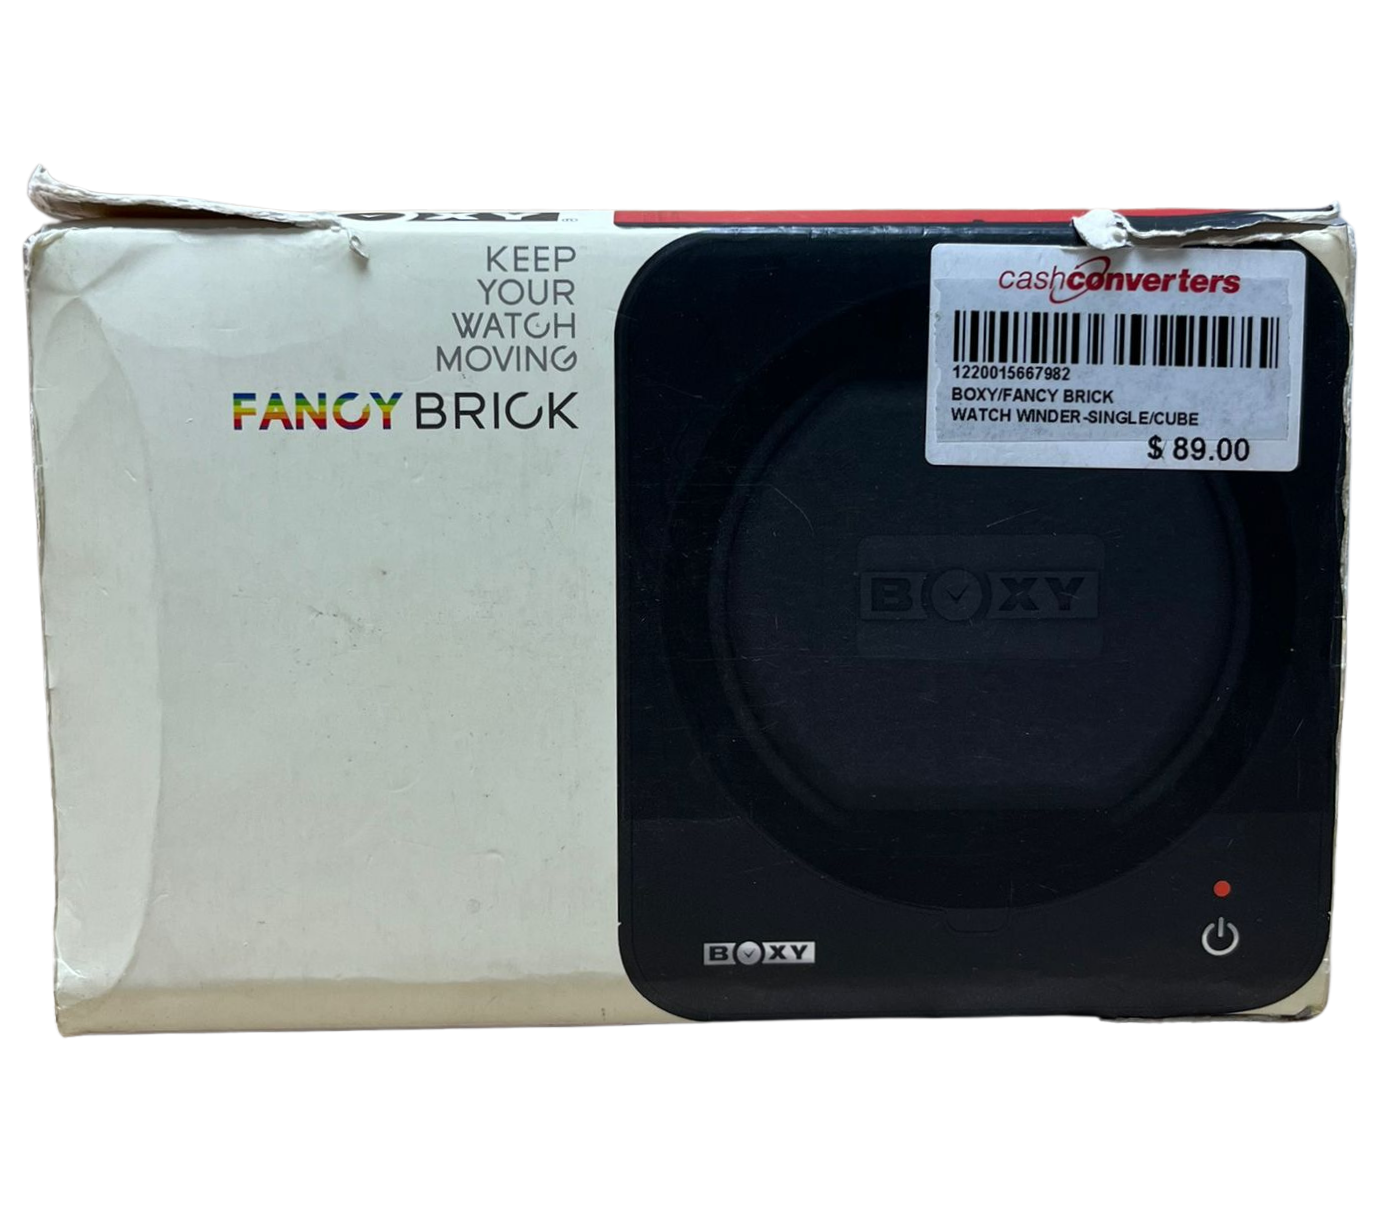 KEEP
YOUR
WATCH
MOVING
FANCY BRICK
cashconverters
1220015667982
BOXY/FANCY BRICK
WATCH WINDER-SINGLE/CUBE
$ 89.00
BOXY
BOXY